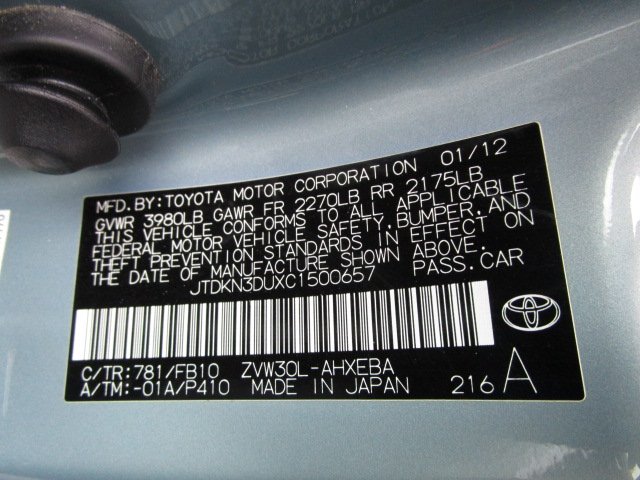 MFD. BY: TOYOTA MOTOR CORPORATION 01/12
GVWR 3980LB GAWR FR 2270LB RR 2175LB
THIS VEHICLE CONFORMS TO ALL APPLICABLE
FEDERAL MOTOR VEHICLE SAFETY, BUMPER, AND
THEFT PREVENTION STANDARDS IN EFFECT ON
THE DATE OF MANUFACTURE SHOWN ABOVE.
JTDKN3DUXC1500657 PASS. CAR
C/TR: 781/FB10 ZVW30L-AHXEBA
A/TM: -01A/P410 MADE IN JAPAN 216 A